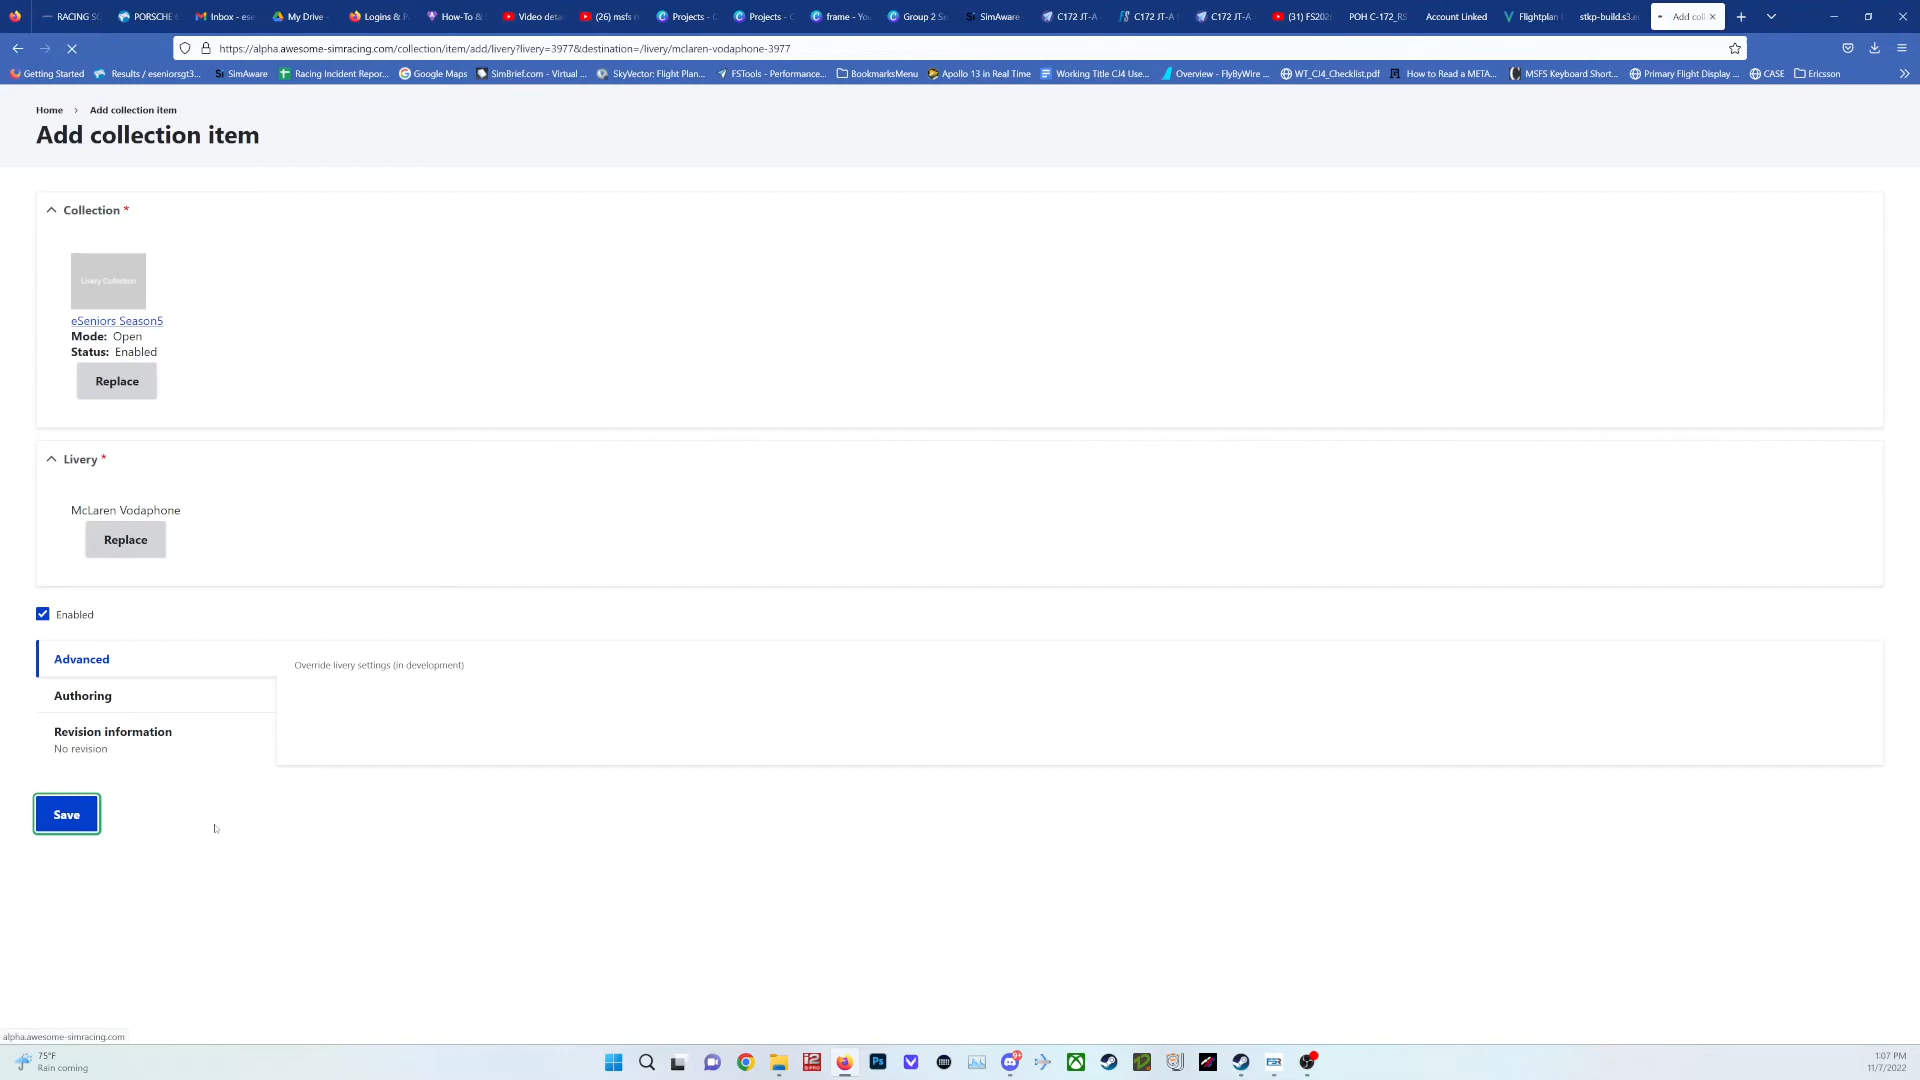 RACING S
PORSCHE
Inbox - ese
My Drive -
Logins & P
How-To &
Video deta
(26) msfs
Projects - C
Projects - C
frame - You
Group 2 Se
SimAware
C172 JT-A
C172 JT-A
C172 JT-A
(31) FS202
POH C-172_RS
Account Linked
Flightplan
stkp-build.s3.e
Add coll
https://alpha.awesome-simracing.com/collection/item/add/livery?livery=3977&destination=/livery/mclaren-vodaphone-3977
Getting Started
Results / eseniorsgt3...
SimAware
Racing Incident Repor...
Google Maps
SimBrief.com - Virtual ...
SkyVector: Flight Plan...
FSTools - Performance...
BookmarksMenu
Apollo 13 in Real Time
Working Title CJ4 Use...
Overview - FlyByWire ...
WT_CJ4_Checklist.pdf
How to Read a META...
MSFS Keyboard Short...
Primary Flight Display ...
CASE
Ericsson
Home › Add collection item
Add collection item
Collection *
Livery Collection
eSeniors Season5
Mode: Open
Status: Enabled
Replace
Livery *
McLaren Vodaphone
Replace
Enabled
Advanced
Override livery settings (in development)
Authoring
Revision information
No revision
Save
alpha.awesome-simracing.com
75°F
Rain coming
1:07 PM
11/7/2022